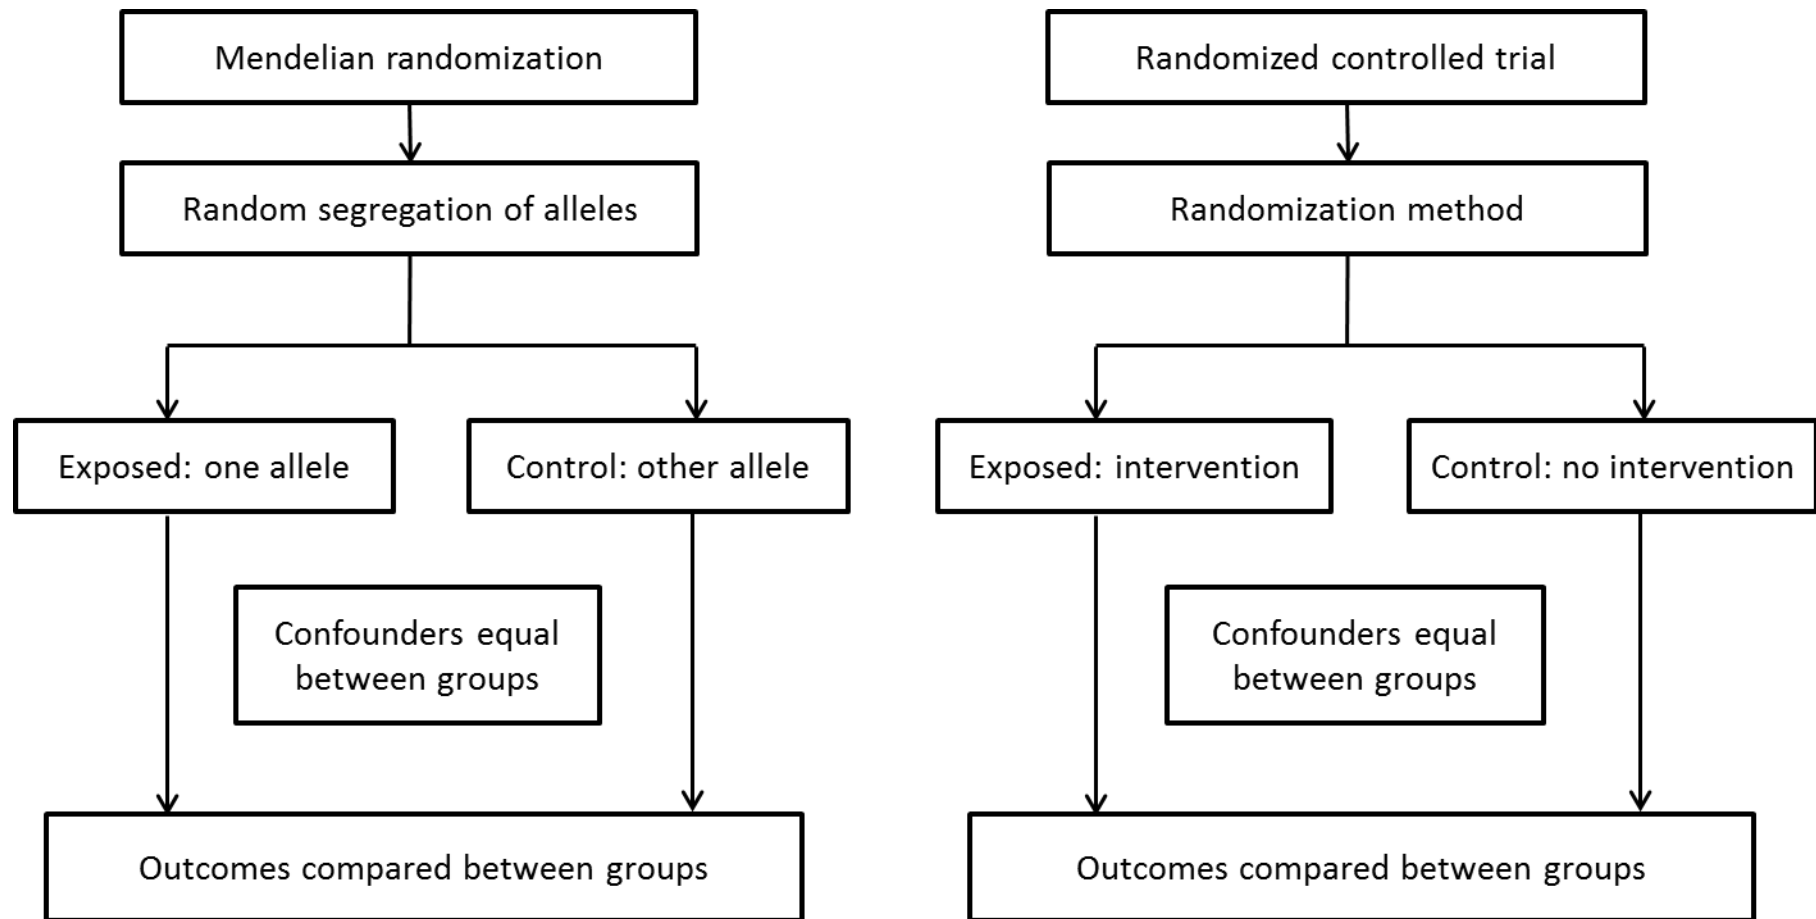 Mendelian randomization
Random segregation of alleles
Exposed: one allele
Control: other allele
Confounders equal
between groups
Outcomes compared between groups
Randomized controlled trial
Randomization method
Exposed: intervention
Control: no intervention
Confounders equal
between groups
Outcomes compared between groups